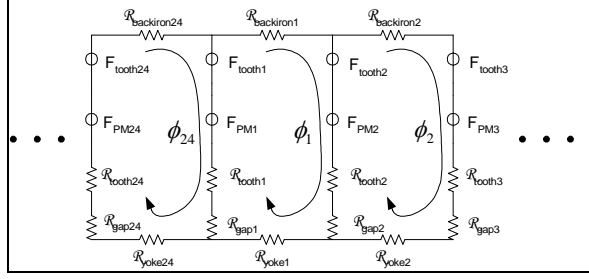 ℛbackiron24 ℛbackiron1 ℛbackiron2
Ftooth24 Ftooth1 Ftooth2 Ftooth3
FPM24 FPM1 FPM2 FPM3
ϕ24 ϕ1 ϕ2
ℛtooth24 ℛtooth1 ℛtooth2 ℛtooth3
ℛgap24 ℛgap1 ℛgap2 ℛgap3
ℛyoke24 ℛyoke1 ℛyoke2